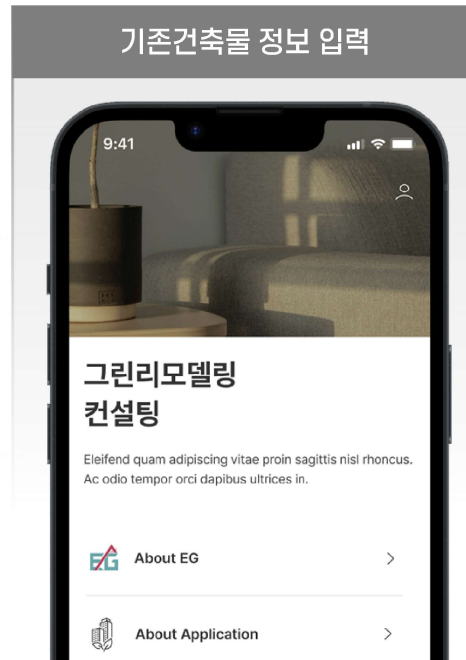 기존건축물 정보 입력
9:41
그린리모델링
컨설팅
Eleifend quam adipiscing vitae proin sagittis nisl rhoncus.
Ac odio tempor orci dapibus ultrices in.
EG
About EG
About Application